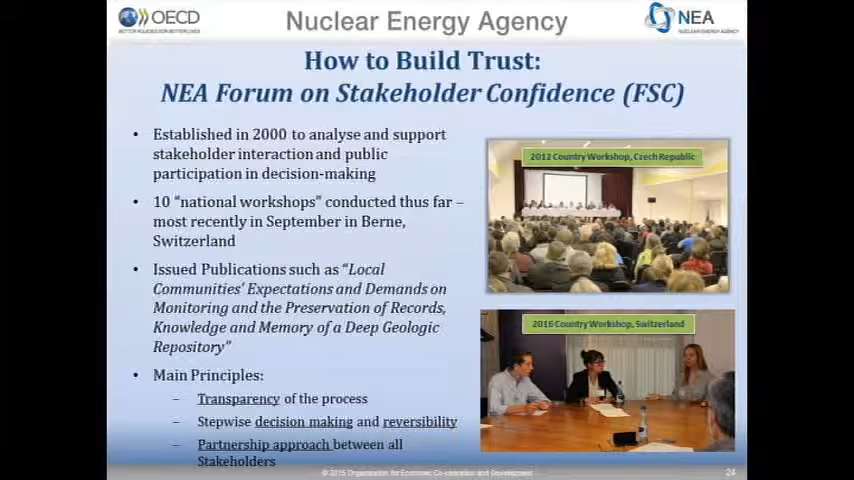 OECD
BETTER POLICIES FOR BETTER LIVES
Nuclear Energy Agency
NEA
NUCLEAR ENERGY AGENCY
How to Build Trust:
NEA Forum on Stakeholder Confidence (FSC)
• Established in 2000 to analyse and support
stakeholder interaction and public
participation in decision-making
• 10 “national workshops” conducted thus far –
most recently in September in Berne,
Switzerland
• Issued Publications such as “Local
Communities’ Expectations and Demands on
Monitoring and the Preservation of Records,
Knowledge and Memory of a Deep Geologic
Repository”
• Main Principles:
– Transparency of the process
– Stepwise decision making and reversibility
– Partnership approach between all
Stakeholders
2012 Country Workshop, Czech Republic
2016 Country Workshop, Switzerland
© 2015 Organisation for Economic Co-operation and Development
24